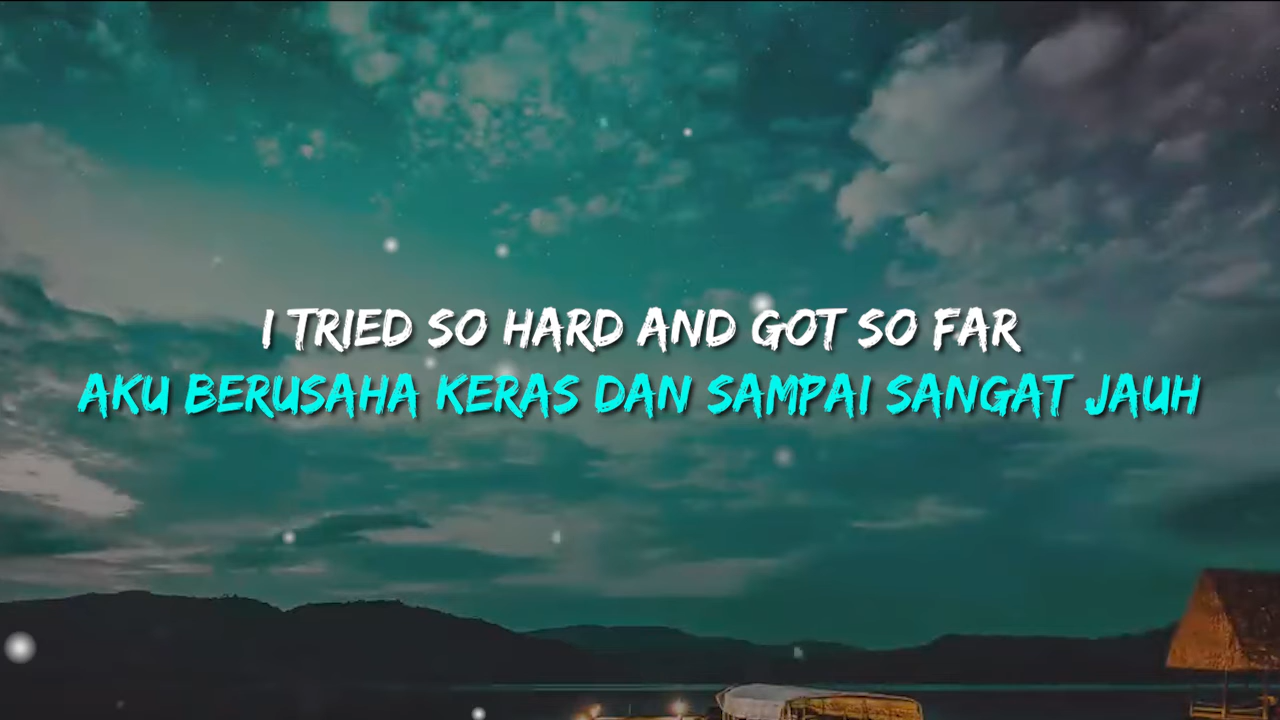 I TRIED SO HARD AND GOT SO FAR
AKU BERUSAHA KERAS DAN SAMPAI SANGAT JAUH